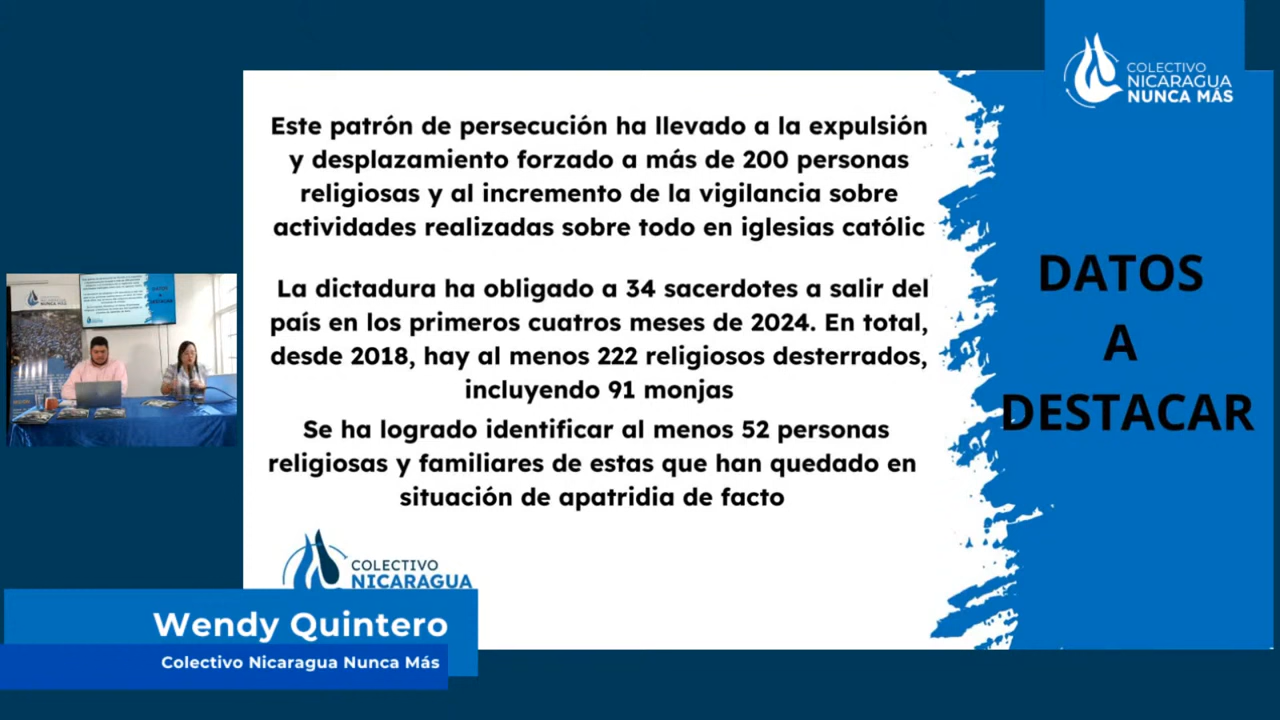 COLECTIVO
NICARAGUA
NUNCA MÁS
Este patrón de persecución ha llevado a la expulsión
y desplazamiento forzado a más de 200 personas
religiosas y al incremento de la vigilancia sobre
actividades realizadas sobre todo en iglesias católic
La dictadura ha obligado a 34 sacerdotes a salir del
país en los primeros cuatros meses de 2024. En total,
desde 2018, hay al menos 222 religiosos desterrados,
incluyendo 91 monjas
Se ha logrado identificar al menos 52 personas
religiosas y familiares de estas que han quedado en
situación de apatridia de facto
DATOS
A
DESTACAR
COLECTIVO
NICARAGUA
Wendy Quintero
Colectivo Nicaragua Nunca Más